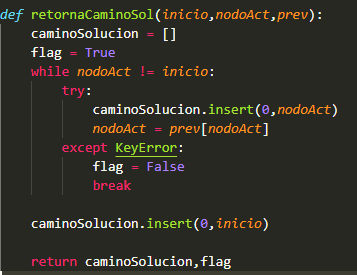 def retornaCaminoSol(inicio,nodoAct,prev):
    caminoSolucion = []
    flag = True
    while nodoAct != inicio:
        try:
            caminoSolucion.insert(0,nodoAct)
            nodoAct = prev[nodoAct]
        except KeyError:
            flag = False
            break
    caminoSolucion.insert(0,inicio)
    return caminoSolucion,flag